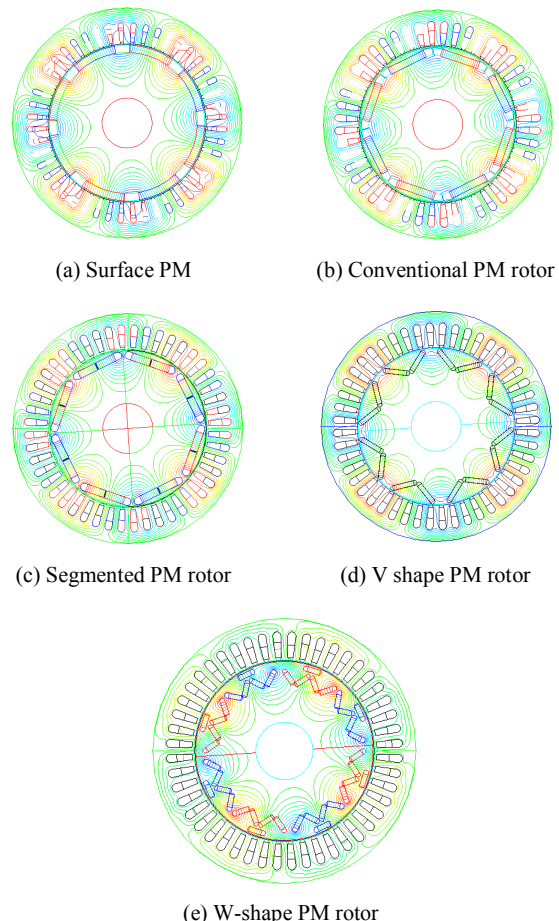 (a) Surface PM
(b) Conventional PM rotor
(c) Segmented PM rotor
(d) V shape PM rotor
(e) W-shape PM rotor